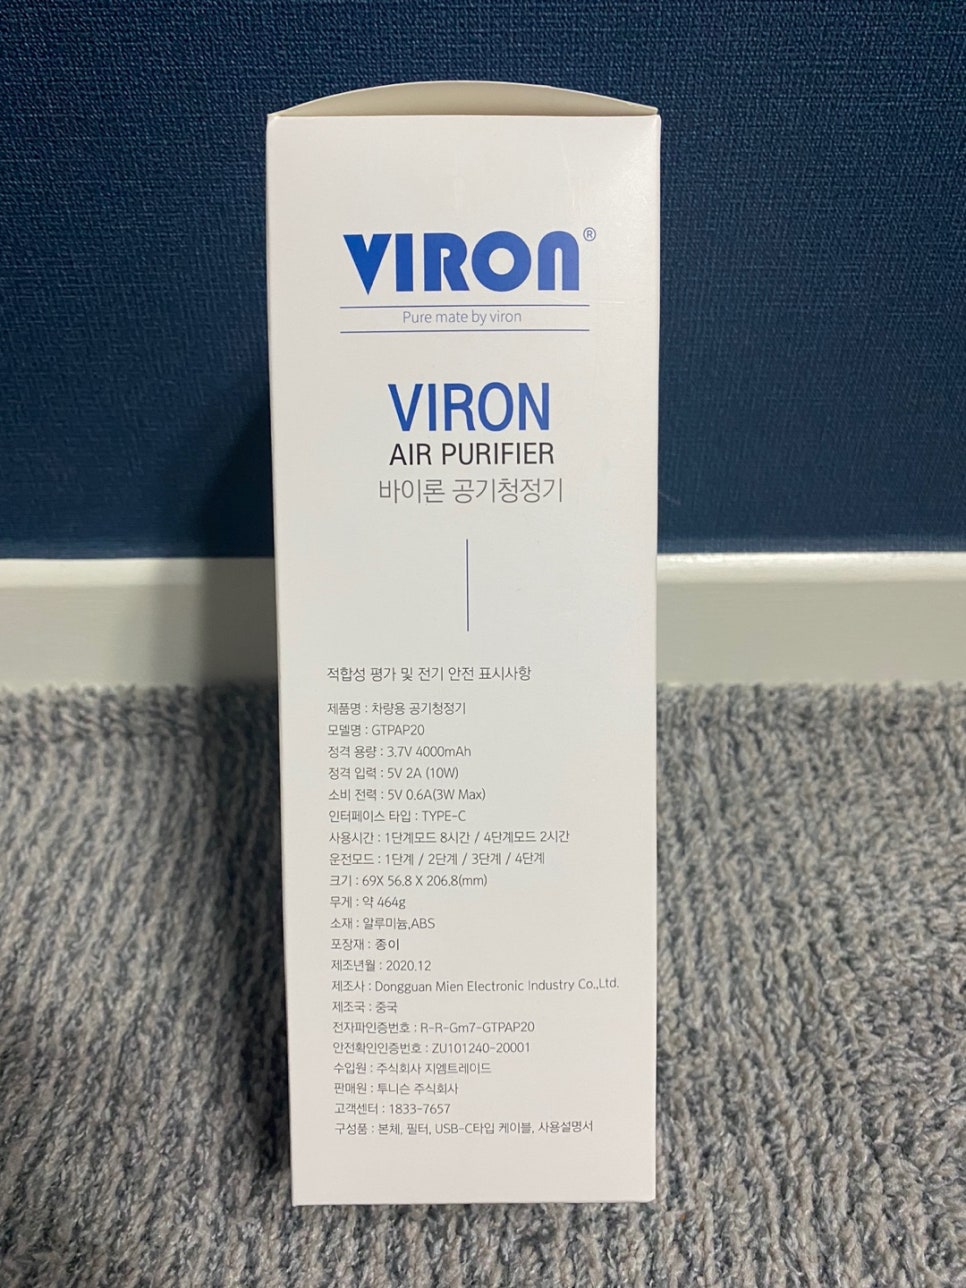 VIRON®
Pure mate by viron
VIRON
AIR PURIFIER
바이론 공기청정기
적합성 평가 및 전기 안전 표시사항
제품명 : 차량용 공기청정기
모델명 : GTPAP20
정격 용량 : 3.7V 4000mAh
정격 입력 : 5V 2A (10W)
소비 전력 : 5V 0.6A(3W Max)
인터페이스 타입 : TYPE-C
사용시간 : 1단계모드 8시간 / 4단계모드 2시간
운전모드 : 1단계 / 2단계 / 3단계 / 4단계
크기 : 69X 56.8 X 206.8(mm)
무게 : 약 464g
소재 : 알루미늄,ABS
포장재 : 종이
제조년월 : 2020.12
제조사 : Dongguan Mien Electronic Industry Co.,Ltd.
제조국 : 중국
전자파인증번호 : R-R-Gm7-GTPAP20
안전확인인증번호 : ZU101240-20001
수입원 : 주식회사 지엠트레이드
판매원 : 투니슨 주식회사
고객센터 : 1833-7657
구성품 : 본체, 필터, USB-C타입 케이블, 사용설명서